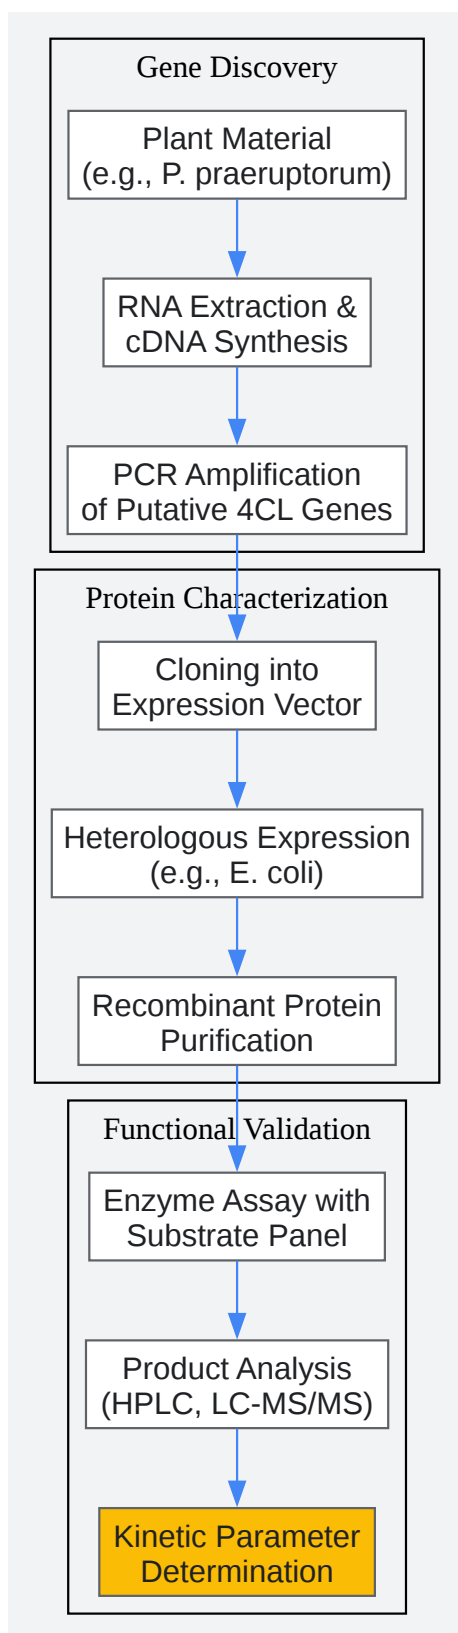 Gene Discovery
Plant Material
(e.g., P. praeruptorum)
RNA Extraction &
cDNA Synthesis
PCR Amplification
of Putative 4CL Genes
Protein Characterization
Cloning into
Expression Vector
Heterologous Expression
(e.g., E. coli)
Recombinant Protein
Purification
Functional Validation
Enzyme Assay with
Substrate Panel
Product Analysis
(HPLC, LC-MS/MS)
Kinetic Parameter
Determination